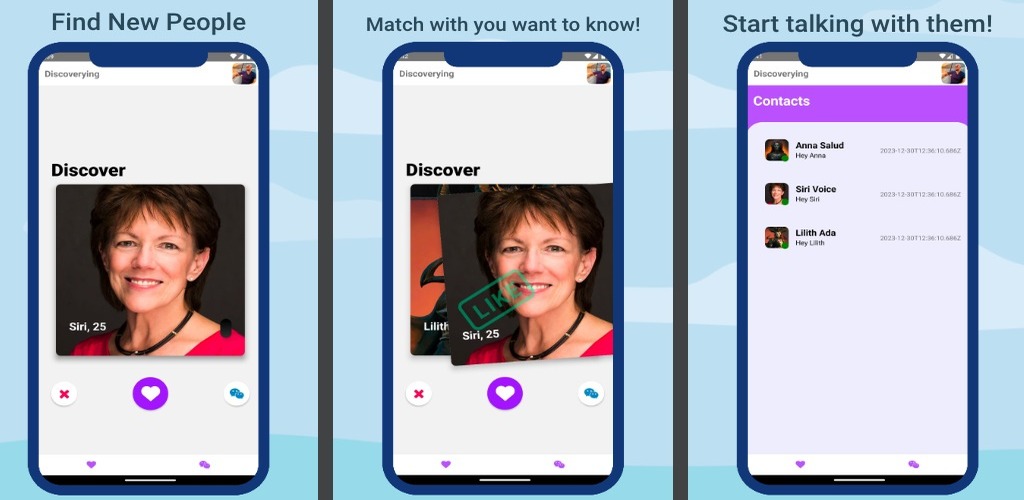 Find New People
Discoverying
Discover
Siri, 25
Match with you want to know!
Discoverying
Discover
LIKE
Lilith
Siri, 25
Start talking with them!
Discoverying
Contacts
Anna Salud
Hey Anna
2023-12-30T12:36:10.686Z
Siri Voice
Hey Siri
2023-12-30T12:36:10.686Z
Lilith Ada
Hey Lilith
2023-12-30T12:36:10.686Z